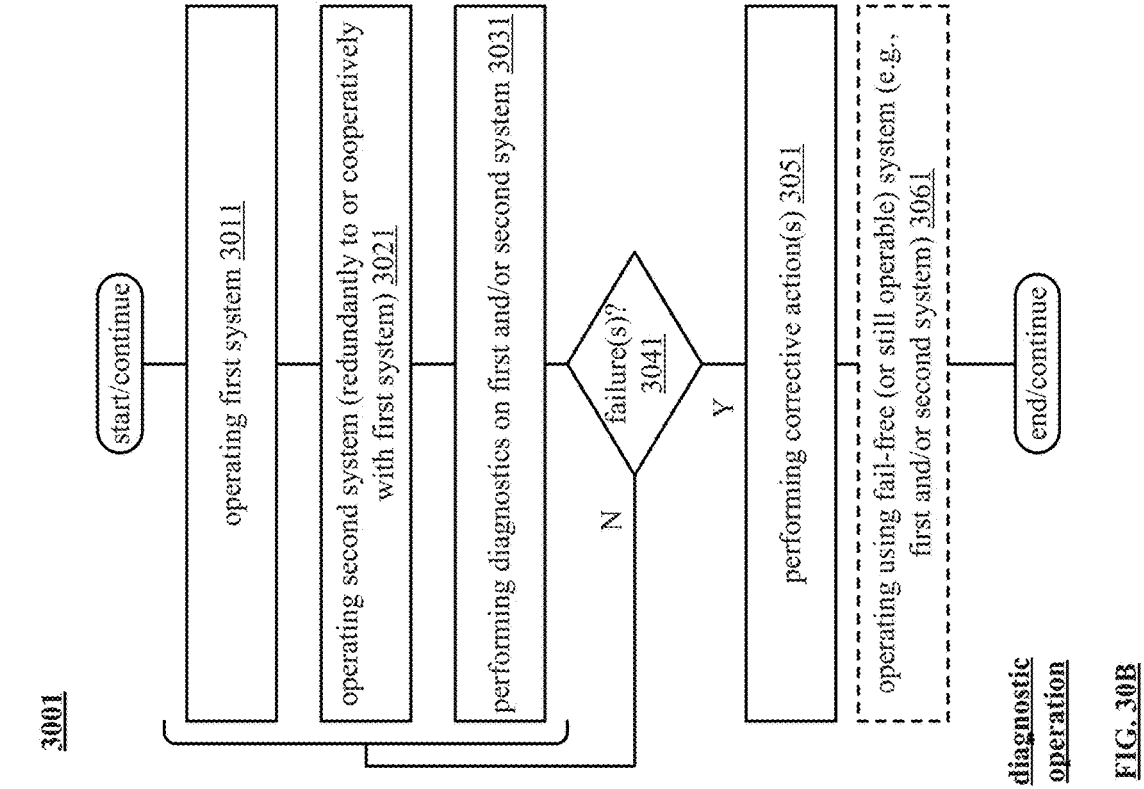 3001
start/continue
operating first system 3011
operating second system (redundantly to or cooperatively
with first system) 3021
performing diagnostics on first and/or second system 3031
failure(s)?
3041
N
Y
performing corrective action(s) 3051
operating using fail-free (or still operable) system (e.g.,
first and/or second system) 3061
end/continue
diagnostic
operation
FIG. 30B